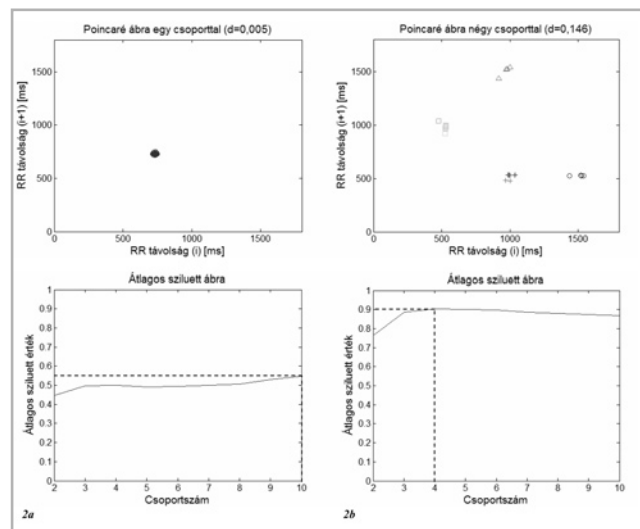 Poincaré ábra egy csoporttal (d=0,005)
RR távolság (i+1) [ms]
1500
1000
500
0
0 500 1000 1500
RR távolság (i) [ms]
Poincaré ábra négy csoporttal (d=0,146)
RR távolság (i+1) [ms]
1500
1000
500
0
0 500 1000 1500
RR távolság (i) [ms]
Átlagos sziluett ábra
Átlagos sziluett érték
1
0.9
0.8
0.7
0.6
0.5
0.4
0.3
0.2
0.1
0
2 3 4 5 6 7 8 9 10
Csoportszám
2a
Átlagos sziluett ábra
Átlagos sziluett érték
1
0.9
0.8
0.7
0.6
0.5
0.4
0.3
0.2
0.1
0
2 3 4 5 6 7 8 9 10
Csoportszám
2b